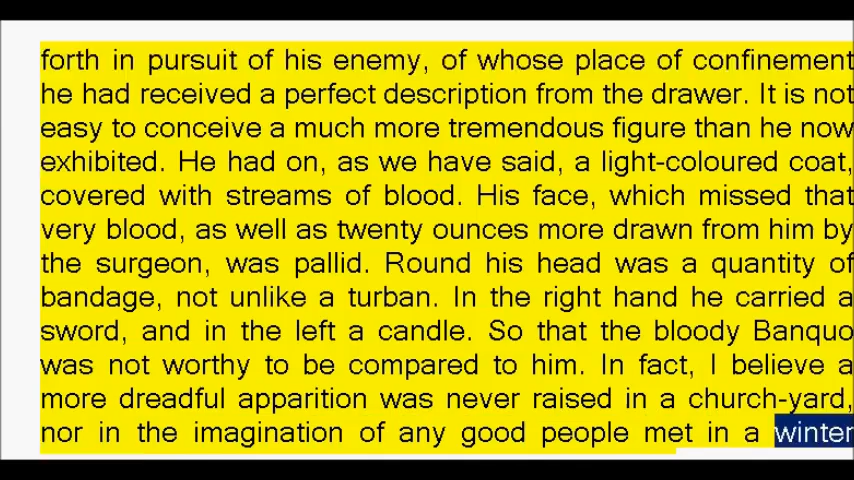 forth in pursuit of his enemy, of whose place of confinement
he had received a perfect description from the drawer. It is not
easy to conceive a much more tremendous figure than he now
exhibited. He had on, as we have said, a light-coloured coat,
covered with streams of blood. His face, which missed that
very blood, as well as twenty ounces more drawn from him by
the surgeon, was pallid. Round his head was a quantity of
bandage, not unlike a turban. In the right hand he carried a
sword, and in the left a candle. So that the bloody Banquo
was not worthy to be compared to him. In fact, I believe a
more dreadful apparition was never raised in a church-yard,
nor in the imagination of any good people met in a winter